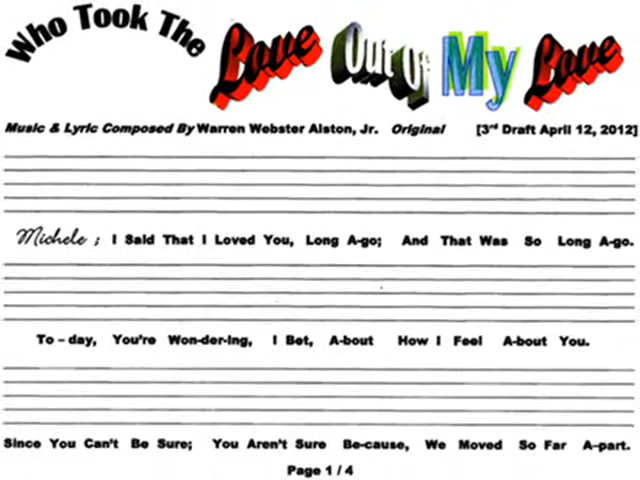 Who Took The Love Out Of My Love
Music & Lyric Composed By Warren Webster Alston, Jr. Original [3rd Draft April 12, 2012]
Michele ; I Said That I Loved You, Long A-go; And That Was So Long A-go.
To – day, You're Won-der-ing, I Bet, A-bout How I Feel A-bout You.
Since You Can't Be Sure; You Aren't Sure Be-cause, We Moved So Far A-part.
Page 1 / 4